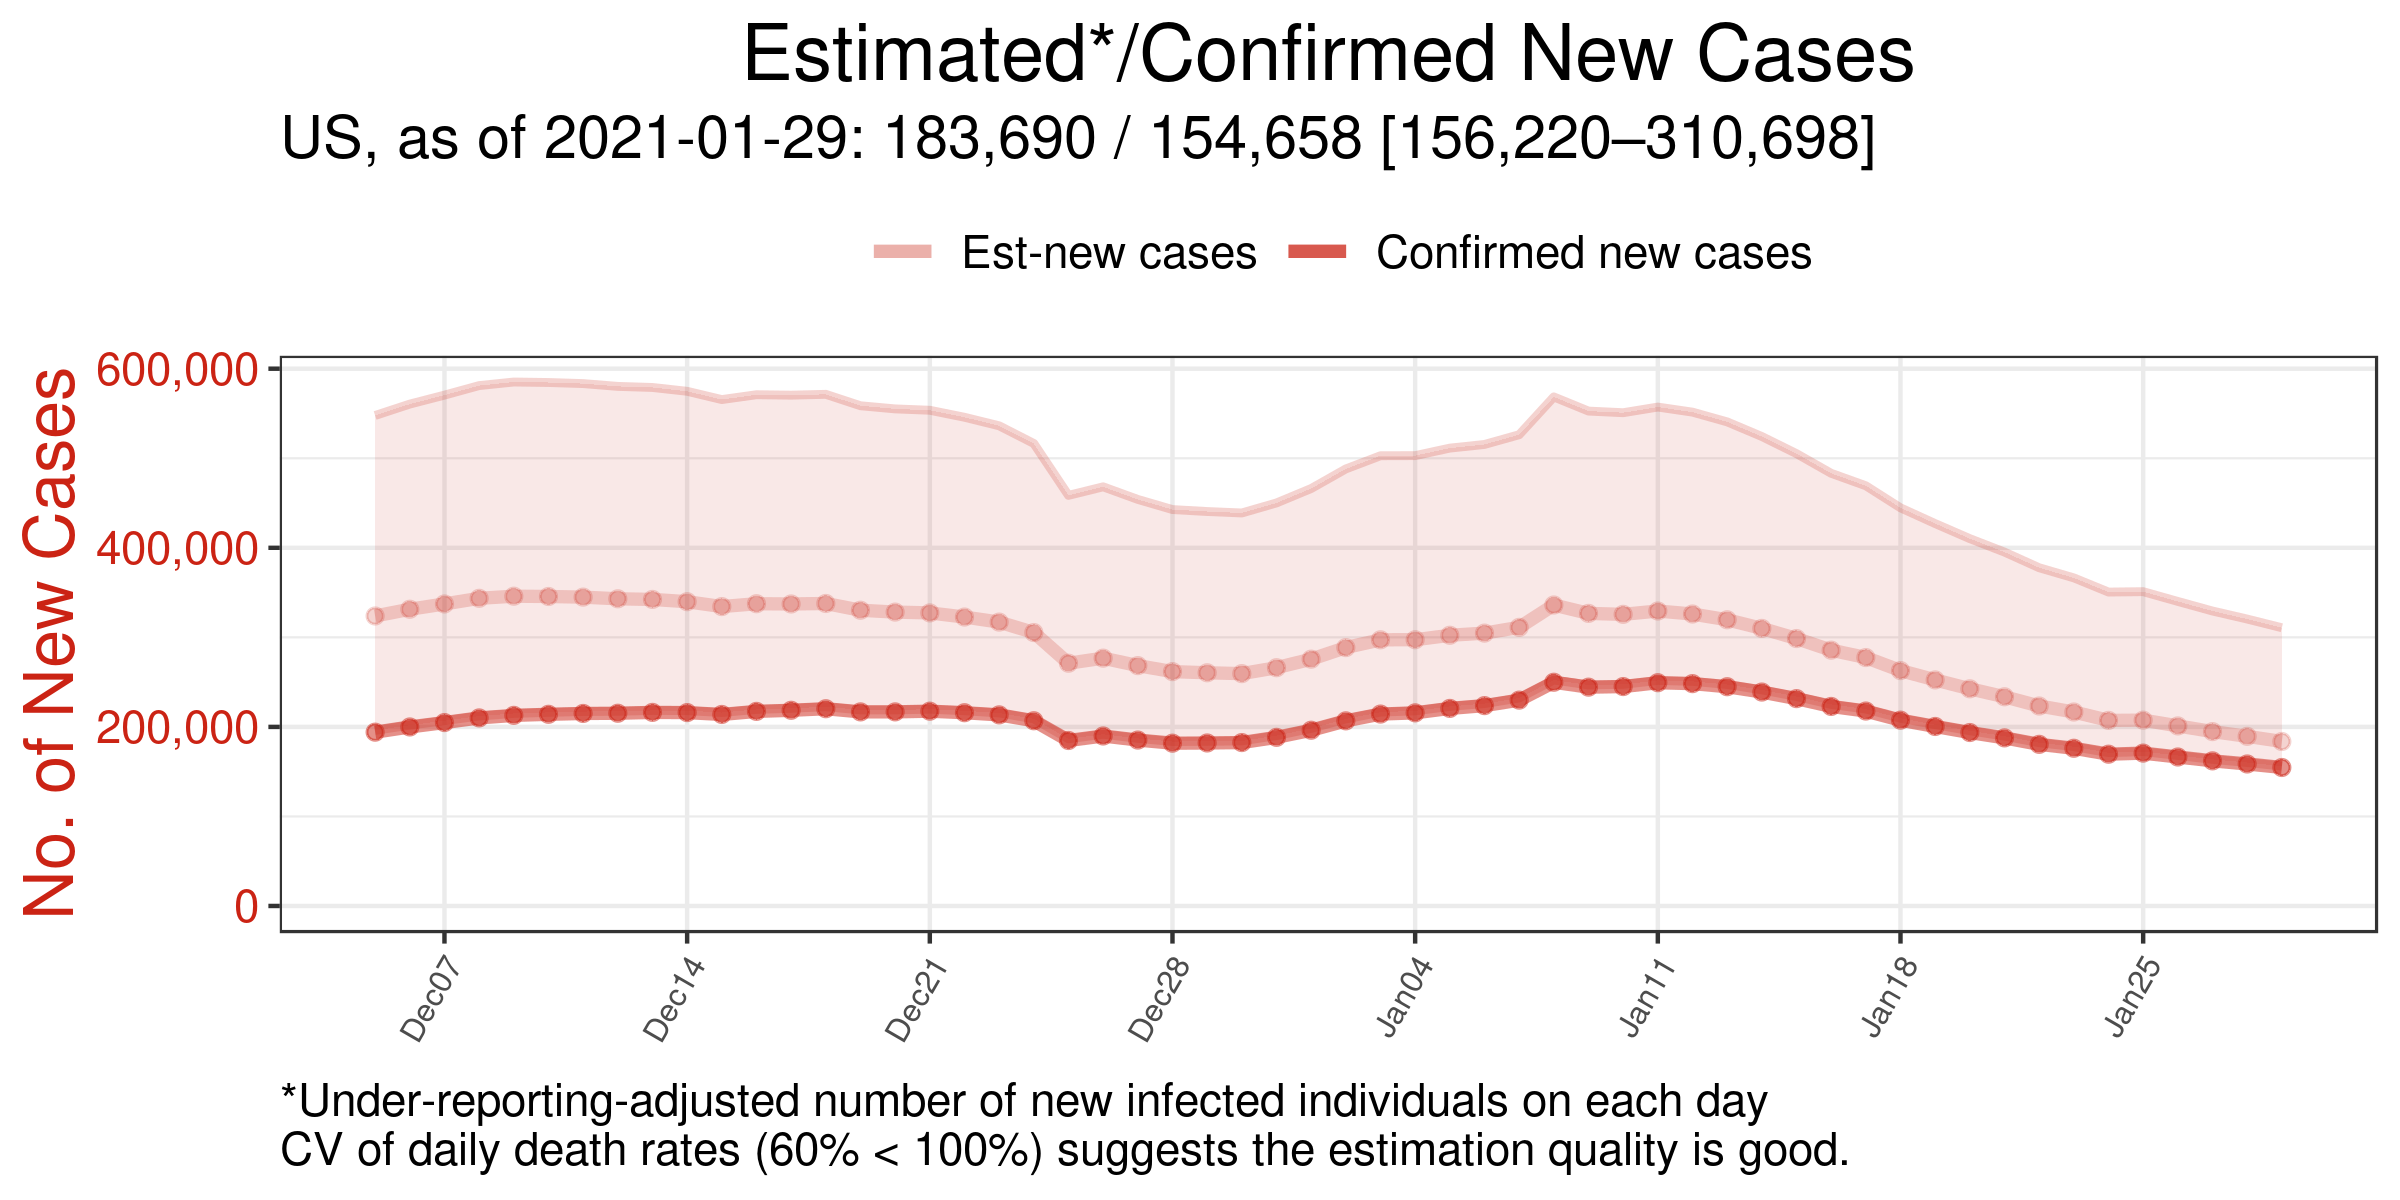 Estimated*/Confirmed New Cases
US, as of 2021-01-29: 183,690 / 154,658 [156,220–310,698]
Est-new cases
Confirmed new cases
No. of New Cases
600,000
400,000
200,000
0
Dec07
Dec14
Dec21
Dec28
Jan04
Jan11
Jan18
Jan25
*Under-reporting-adjusted number of new infected individuals on each day
CV of daily death rates (60% < 100%) suggests the estimation quality is good.